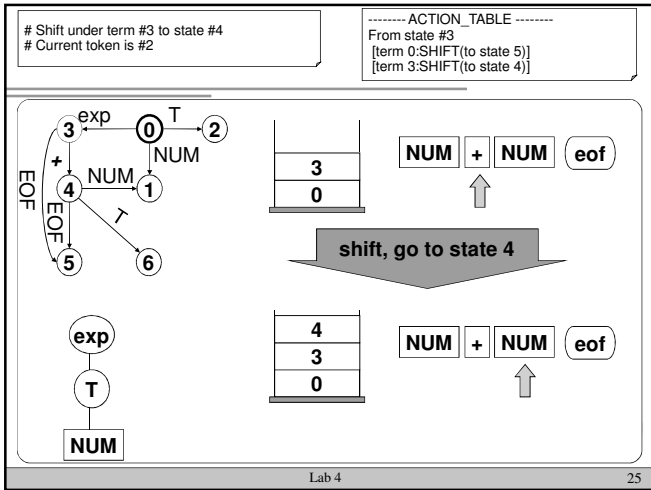 # Shift under term #3 to state #4
# Current token is #2
-------- ACTION_TABLE --------
From state #3
[term 0:SHIFT(to state 5)]
[term 3:SHIFT(to state 4)]
exp T
3 0 2
+ NUM
EOF 4 NUM 1
EOF T
5 6
3
0
NUM + NUM eof
shift, go to state 4
exp
T
NUM
4
3
0
NUM + NUM eof
Lab 4 25